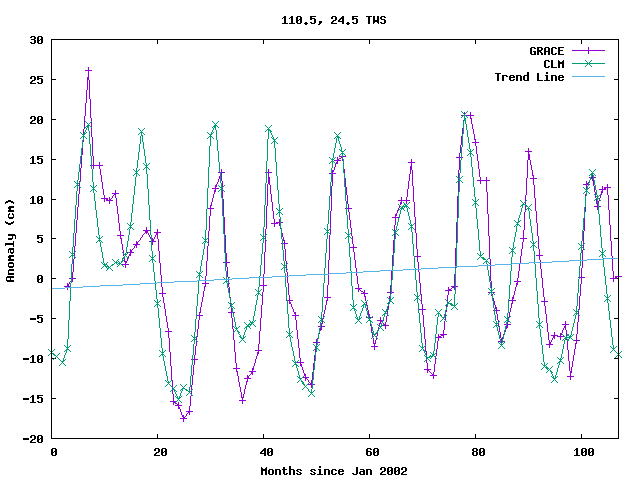 110.5, 24.5 TWS
GRACE
CLM
Trend Line
Anomaly (cm)
30
25
20
15
10
5
0
-5
-10
-15
-20
0 20 40 60 80 100
Months since Jan 2002